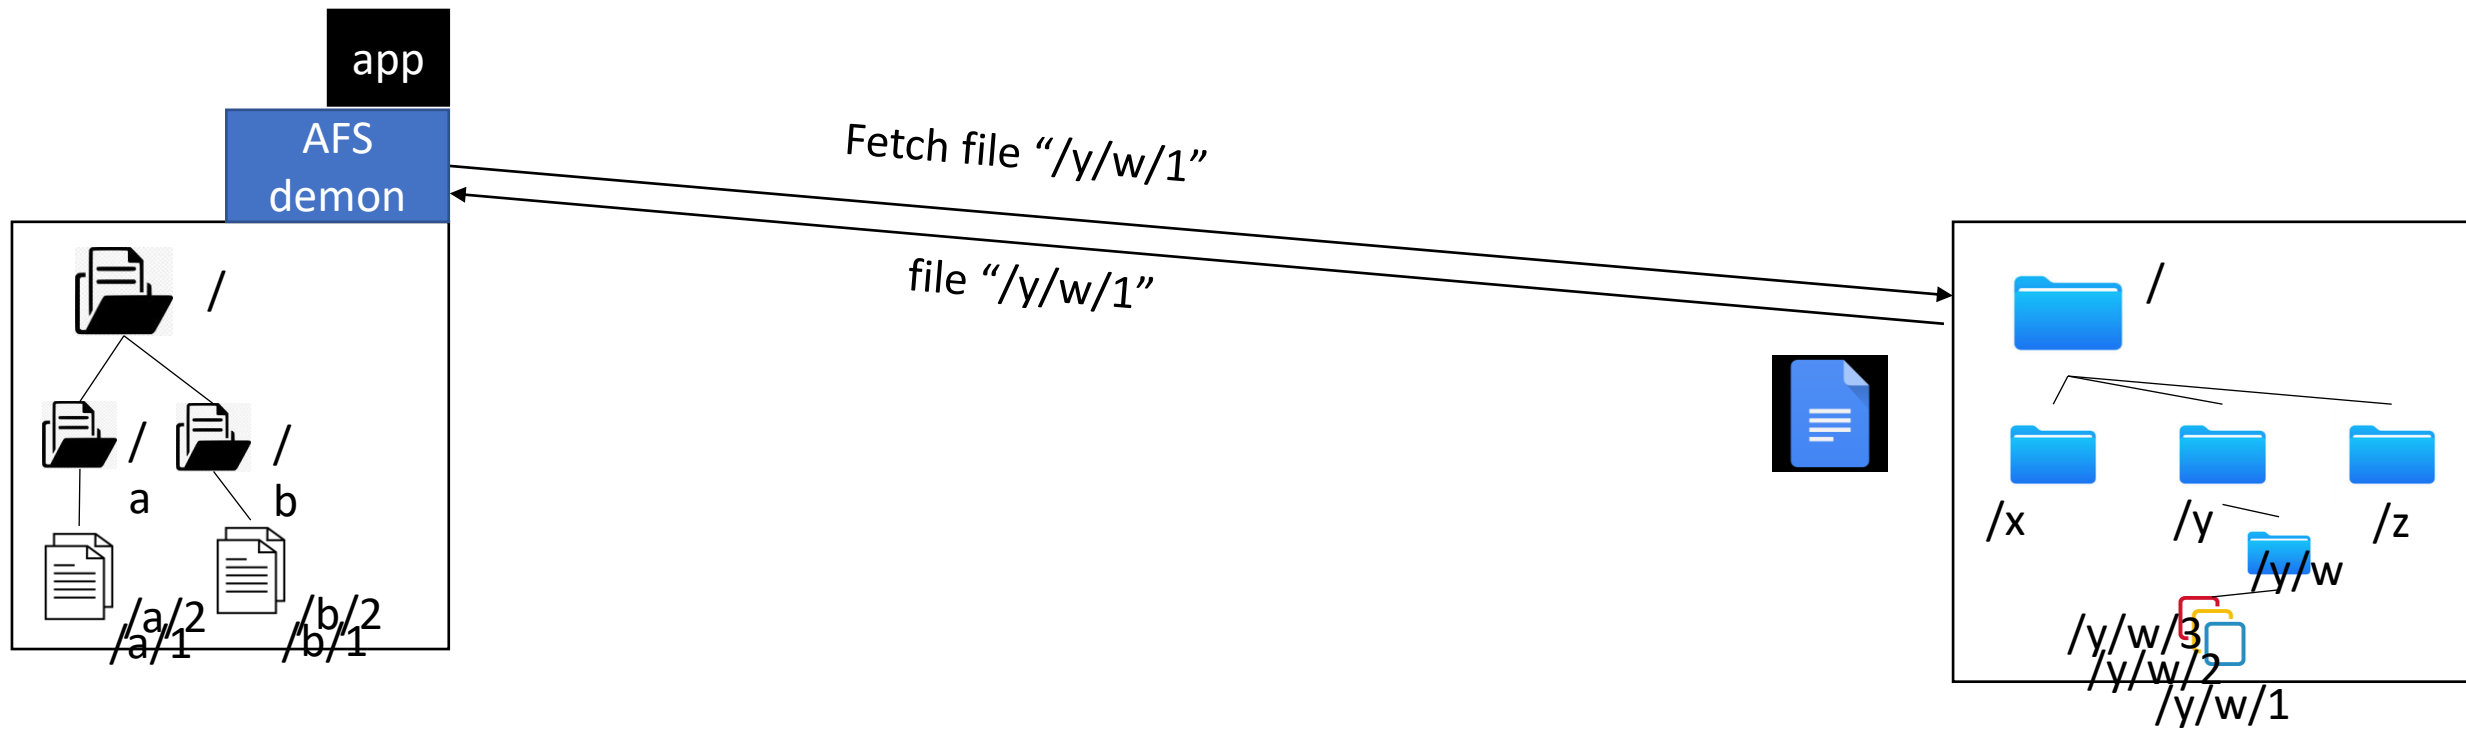 app
AFS
demon
Fetch file “/y/w/1”
file “/y/w/1”
/
/
a
/
b
/a/2
/a/1
/b/2
/b/1
/
/x
/y
/z
/y/w
/y/w/3
/y/w/2
/y/w/1